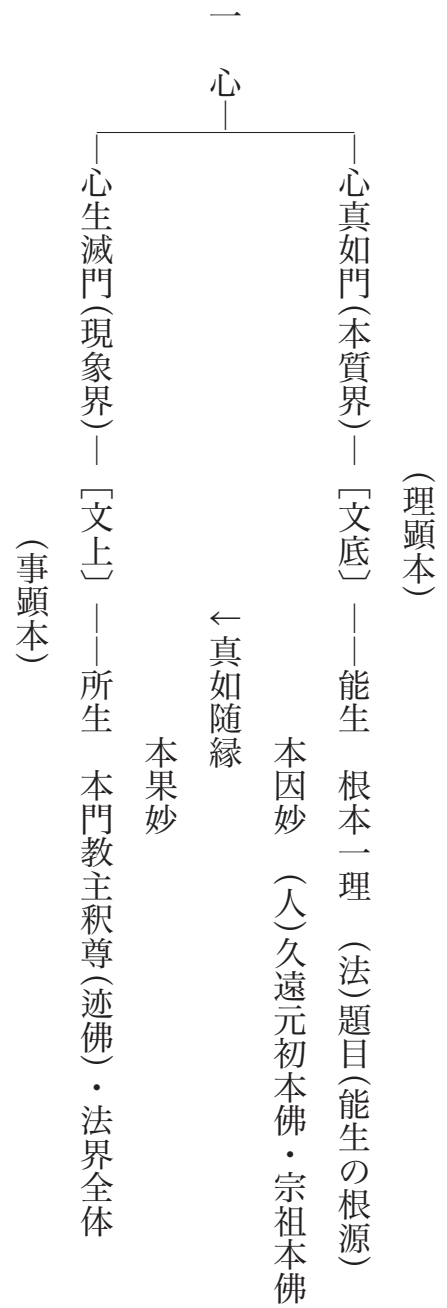 (理顕本)
心真如門(本質界)―［文底］――能生　根本一理　(法)題目(能生の根源)
本因妙　(人)久遠元初本佛・宗祖本佛
一　心
←真如随縁
本果妙
心生滅門(現象界)―［文上］――所生　本門教主釈尊(迹佛)・法界全体
(事顕本)